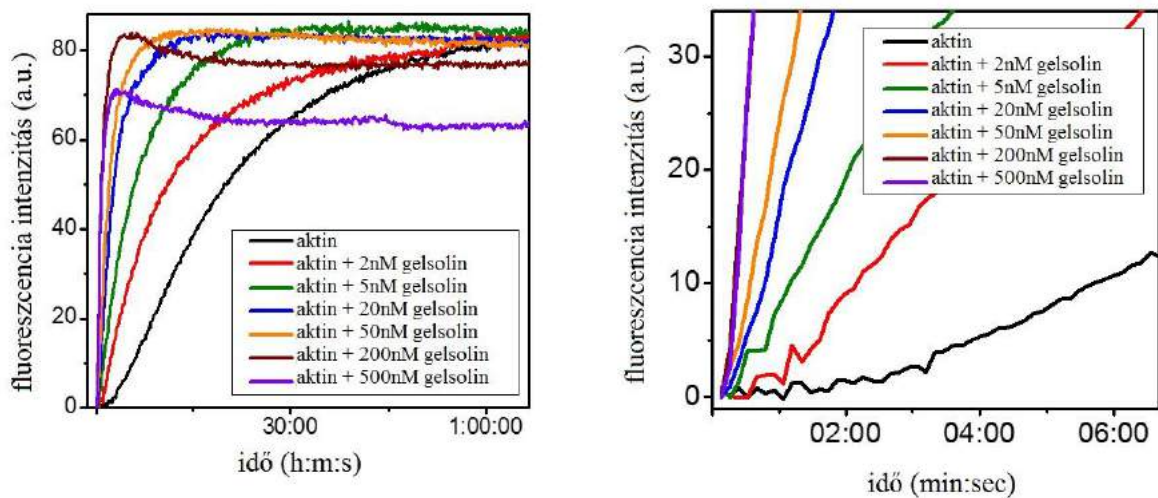 fluoreszcencia intenzitás (a.u.)
80
60
40
20
0
aktin
aktin + 2nM gelsolin
aktin + 5nM gelsolin
aktin + 20nM gelsolin
aktin + 50nM gelsolin
aktin + 200nM gelsolin
aktin + 500nM gelsolin
30:00
1:00:00
idő (h:m:s)
fluoreszcencia intenzitás (a.u.)
30
20
10
0
aktin
aktin + 2nM gelsolin
aktin + 5nM gelsolin
aktin + 20nM gelsolin
aktin + 50nM gelsolin
aktin + 200nM gelsolin
aktin + 500nM gelsolin
02:00
04:00
06:00
idő (min:sec)